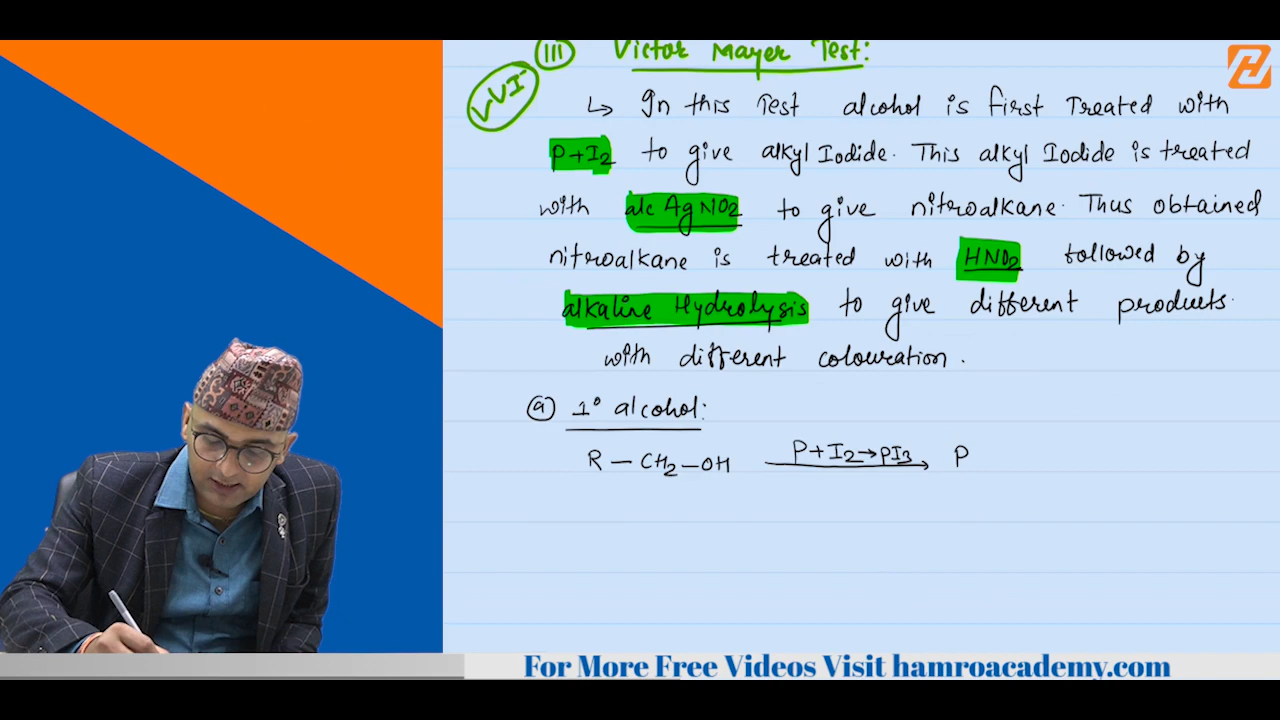 (III) Victor Mayer Test:
VVI
↳ In this Test alcohol is first Treated with
P+I2 to give alkyl Iodide. This alkyl Iodide is treated
with alc AgNO2 to give nitroalkane. Thus obtained
nitroalkane is treated with HNO2 followed by
alkaline Hydrolysis to give different products.
with different colouration.
(a) 1° alcohol:
R — CH2 — OH P+I2→PI3 P
For More Free Videos Visit hamroacademy.com